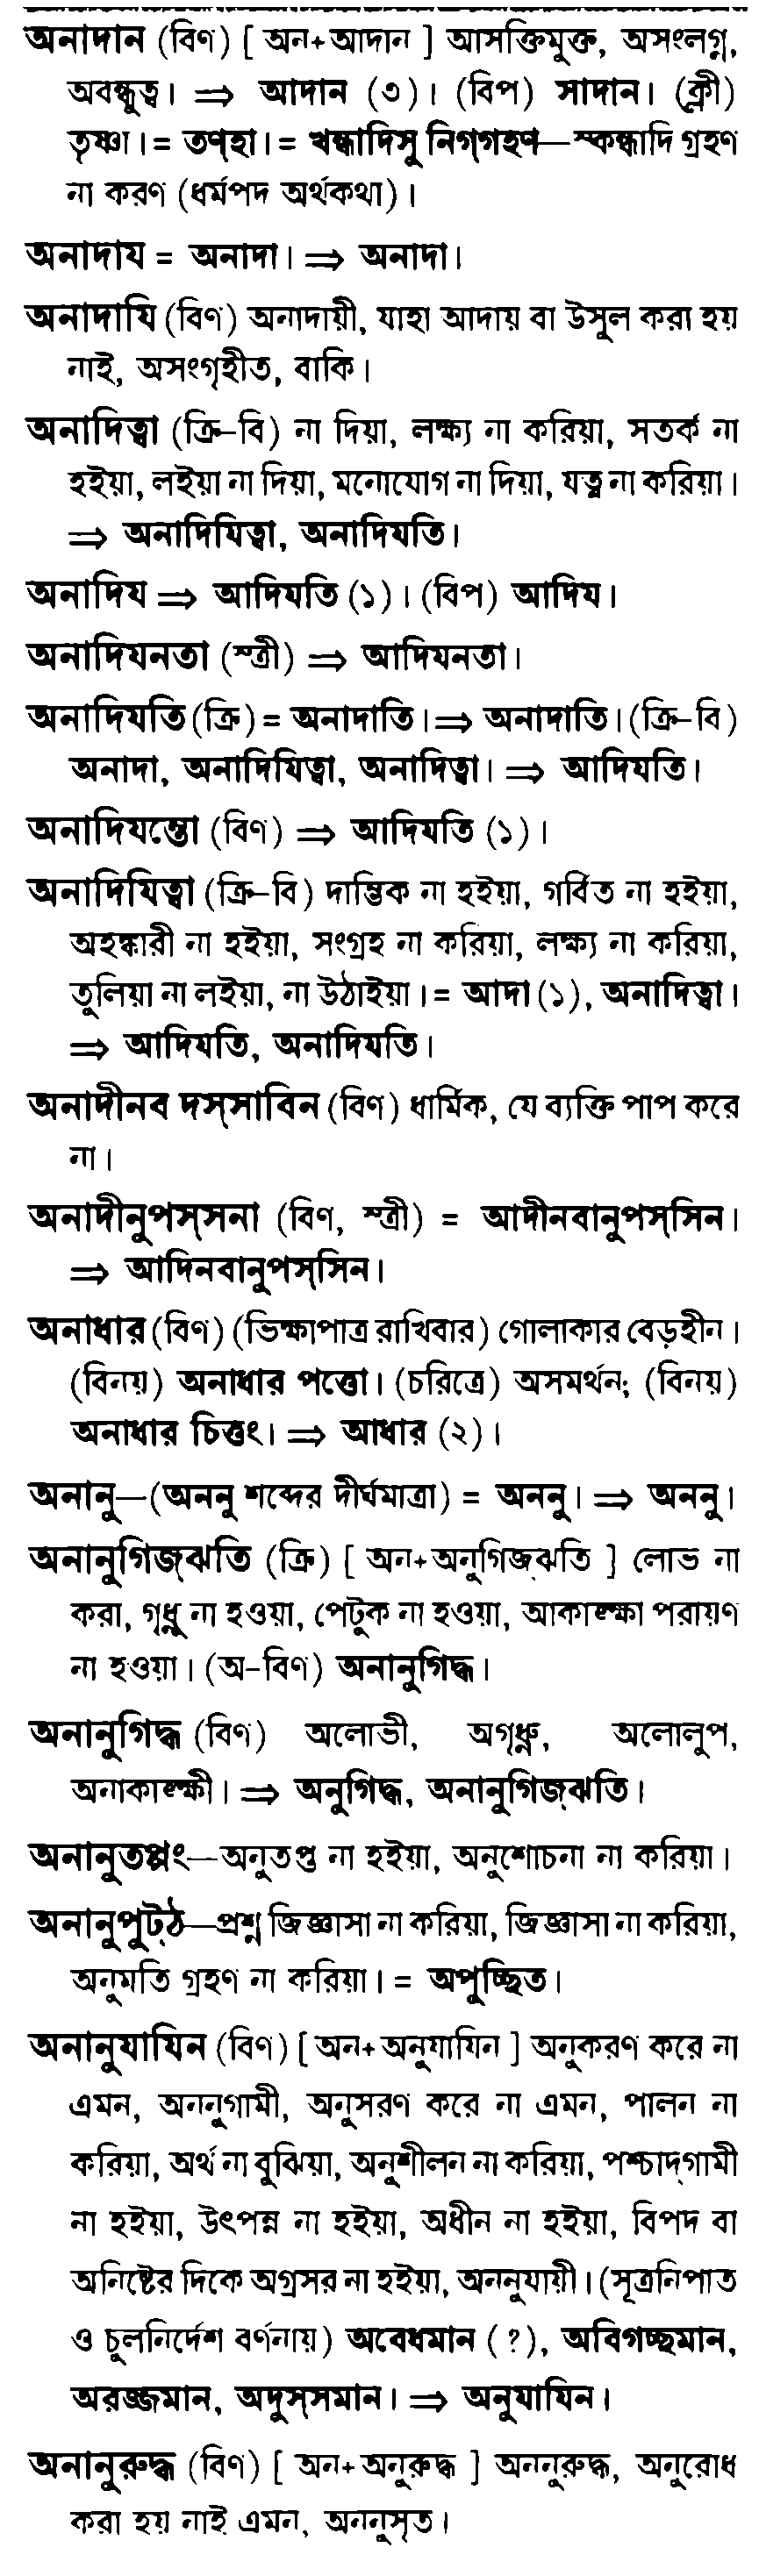 অনাদান (বিণ) [ অন+আদান ] আসক্তিমুক্ত, অসংলগ্ন,
অবন্ধুত্ব। ⇒ আদান (৩)। (বিপ) সাদান। (ক্লী)
তৃষ্ণা। = তণ্হা। = খন্ধাদিসু নিগ্গহণ—স্কন্ধাদি গ্রহণ
না করণ (ধর্মপদ অর্থকথা)।
অনাদায = অনাদা। ⇒ অনাদা।
অনাদাযি (বিণ) অনাদায়ী, যাহা আদায় বা উসুল করা হয়
নাই, অসংগৃহীত, বাকি।
অনাদিত্বা (ক্রি-বি) না দিয়া, লক্ষ্য না করিয়া, সতর্ক না
হইয়া, লইয়া না দিয়া, মনোযোগ না দিয়া, যত্ন না করিয়া।
⇒ অনাদিযিত্বা, অনাদিযতি।
অনাদিয ⇒ আদিযতি (১)। (বিপ) আদিয।
অনাদিযনতা (স্ত্রী) ⇒ আদিযনতা।
অনাদিযতি (ক্রি) = অনাদাতি। ⇒ অনাদাতি। (ক্রি-বি)
অনাদা, অনাদিযিত্বা, অনাদিত্বা। ⇒ আদিযতি।
অনাদিযন্তো (বিণ) ⇒ আদিযতি (১)।
অনাদিযিত্বা (ক্রি-বি) দাম্ভিক না হইয়া, গর্বিত না হইয়া,
অহঙ্কারী না হইয়া, সংগ্রহ না করিয়া, লক্ষ্য না করিয়া,
তুলিয়া না লইয়া, না উঠাইয়া। = আদা (১), অনাদিত্বা।
⇒ আদিযতি, অনাদিযতি।
অনাদীনব দস্সাবিন (বিণ) ধার্মিক, যে ব্যক্তি পাপ করে
না।
অনাদীনুপস্সনা (বিণ, স্ত্রী) = আদীনবানুপস্সিন।
⇒ আদিনবানুপস্সিন।
অনাধার (বিণ) (ভিক্ষাপাত্র রাখিবার) গোলাকার বেড়হীন।
(বিনয়) অনাধার পত্তো। (চরিত্রে) অসমর্থন; (বিনয়)
অনাধার চিত্তং। ⇒ আধার (২)।
অনানু—(অননু শব্দের দীর্ঘমাত্রা) = অননু। ⇒ অননু।
অনানুগিজ্ঝতি (ক্রি) [ অন+অনুগিজ্ঝতি ] লোভ না
করা, গৃধ্নু না হওয়া, পেটুক না হওয়া, আকাঙ্ক্ষা পরায়ণ
না হওয়া। (অ-বিণ) অনানুগিদ্ধ।
অনানুগিদ্ধ (বিণ) অলোভী, অগৃধ্নু, অলোলুপ,
অনাকাঙ্ক্ষী। ⇒ অনুগিদ্ধ, অনানুগিজ্ঝতি।
অনানুতপ্পং—অনুতপ্ত না হইয়া, অনুশোচনা না করিয়া।
অনানুপুট্ঠ—প্রশ্ন জিজ্ঞাসা না করিয়া, জিজ্ঞাসা না করিয়া,
অনুমতি গ্রহণ না করিয়া। = অপুচ্ছিত।
অনানুযাযিন (বিণ) [ অন+অনুযাযিন ] অনুকরণ করে না
এমন, অননুগামী, অনুসরণ করে না এমন, পালন না
করিয়া, অর্থ না বুঝিয়া, অনুশীলন না করিয়া, পশ্চাদ্গামী
না হইয়া, উৎপন্ন না হইয়া, অধীন না হইয়া, বিপদ বা
অনিষ্টের দিকে অগ্রসর না হইয়া, অননুযায়ী। (সূত্রনিপাত
ও চুলনির্দেশ বর্ণনায়) অবেধমান (?), অবিগচ্ছমান,
অরজ্জমান, অদুস্সমান। ⇒ অনুযাযিন।
অনানুরুদ্ধ (বিণ) [ অন+অনুরুদ্ধ ] অননুরুদ্ধ, অনুরোধ
করা হয় নাই এমন, অননুসৃত।